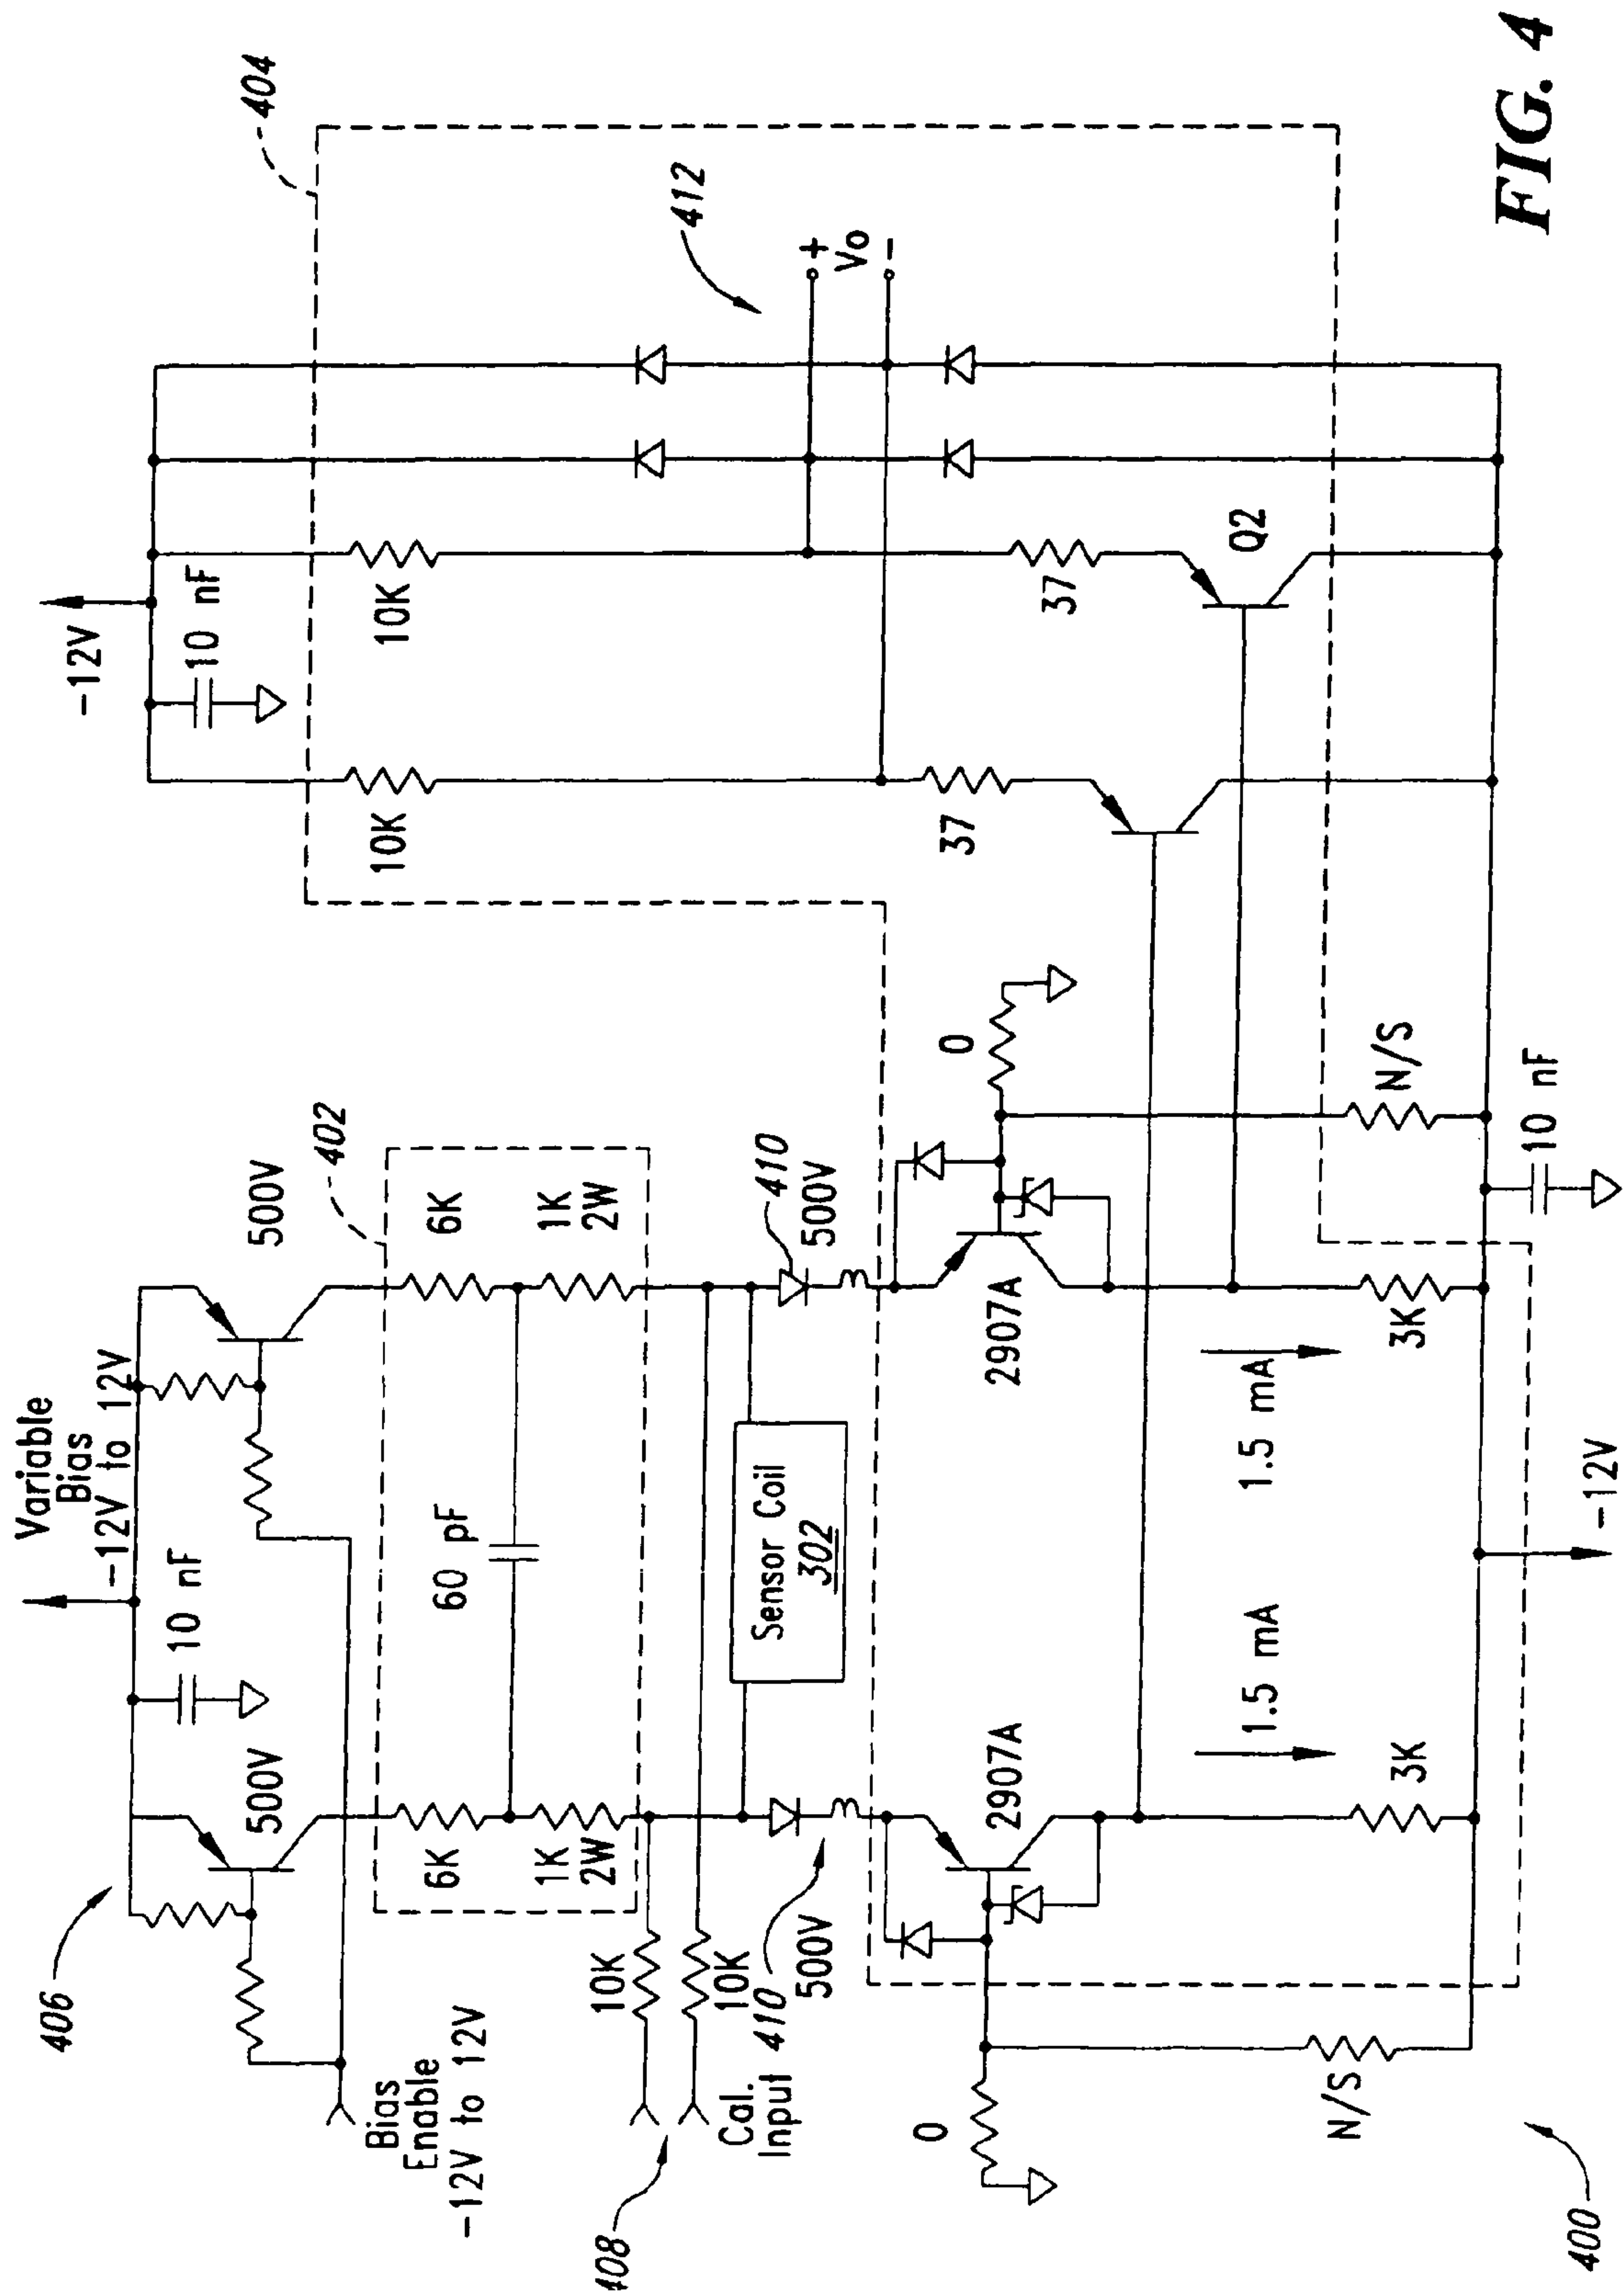 Variable
Bias
-12V to 12V
10 nF
-12V
10 nF
404
406
500V
500V
402
Bias
Enable
-12V to 12V
6K
60 pF
6K
1K
2W
1K
2W
10K
10K
10K
10K
412
+
Vo
-
408
Cal.
Input
410
500V
Sensor Coil
302
410
500V
0
2907A
2907A
0
37
37
Q2
1.5 mA
1.5 mA
N/S
3K
3K
N/S
10 nF
-12V
400
FIG. 4